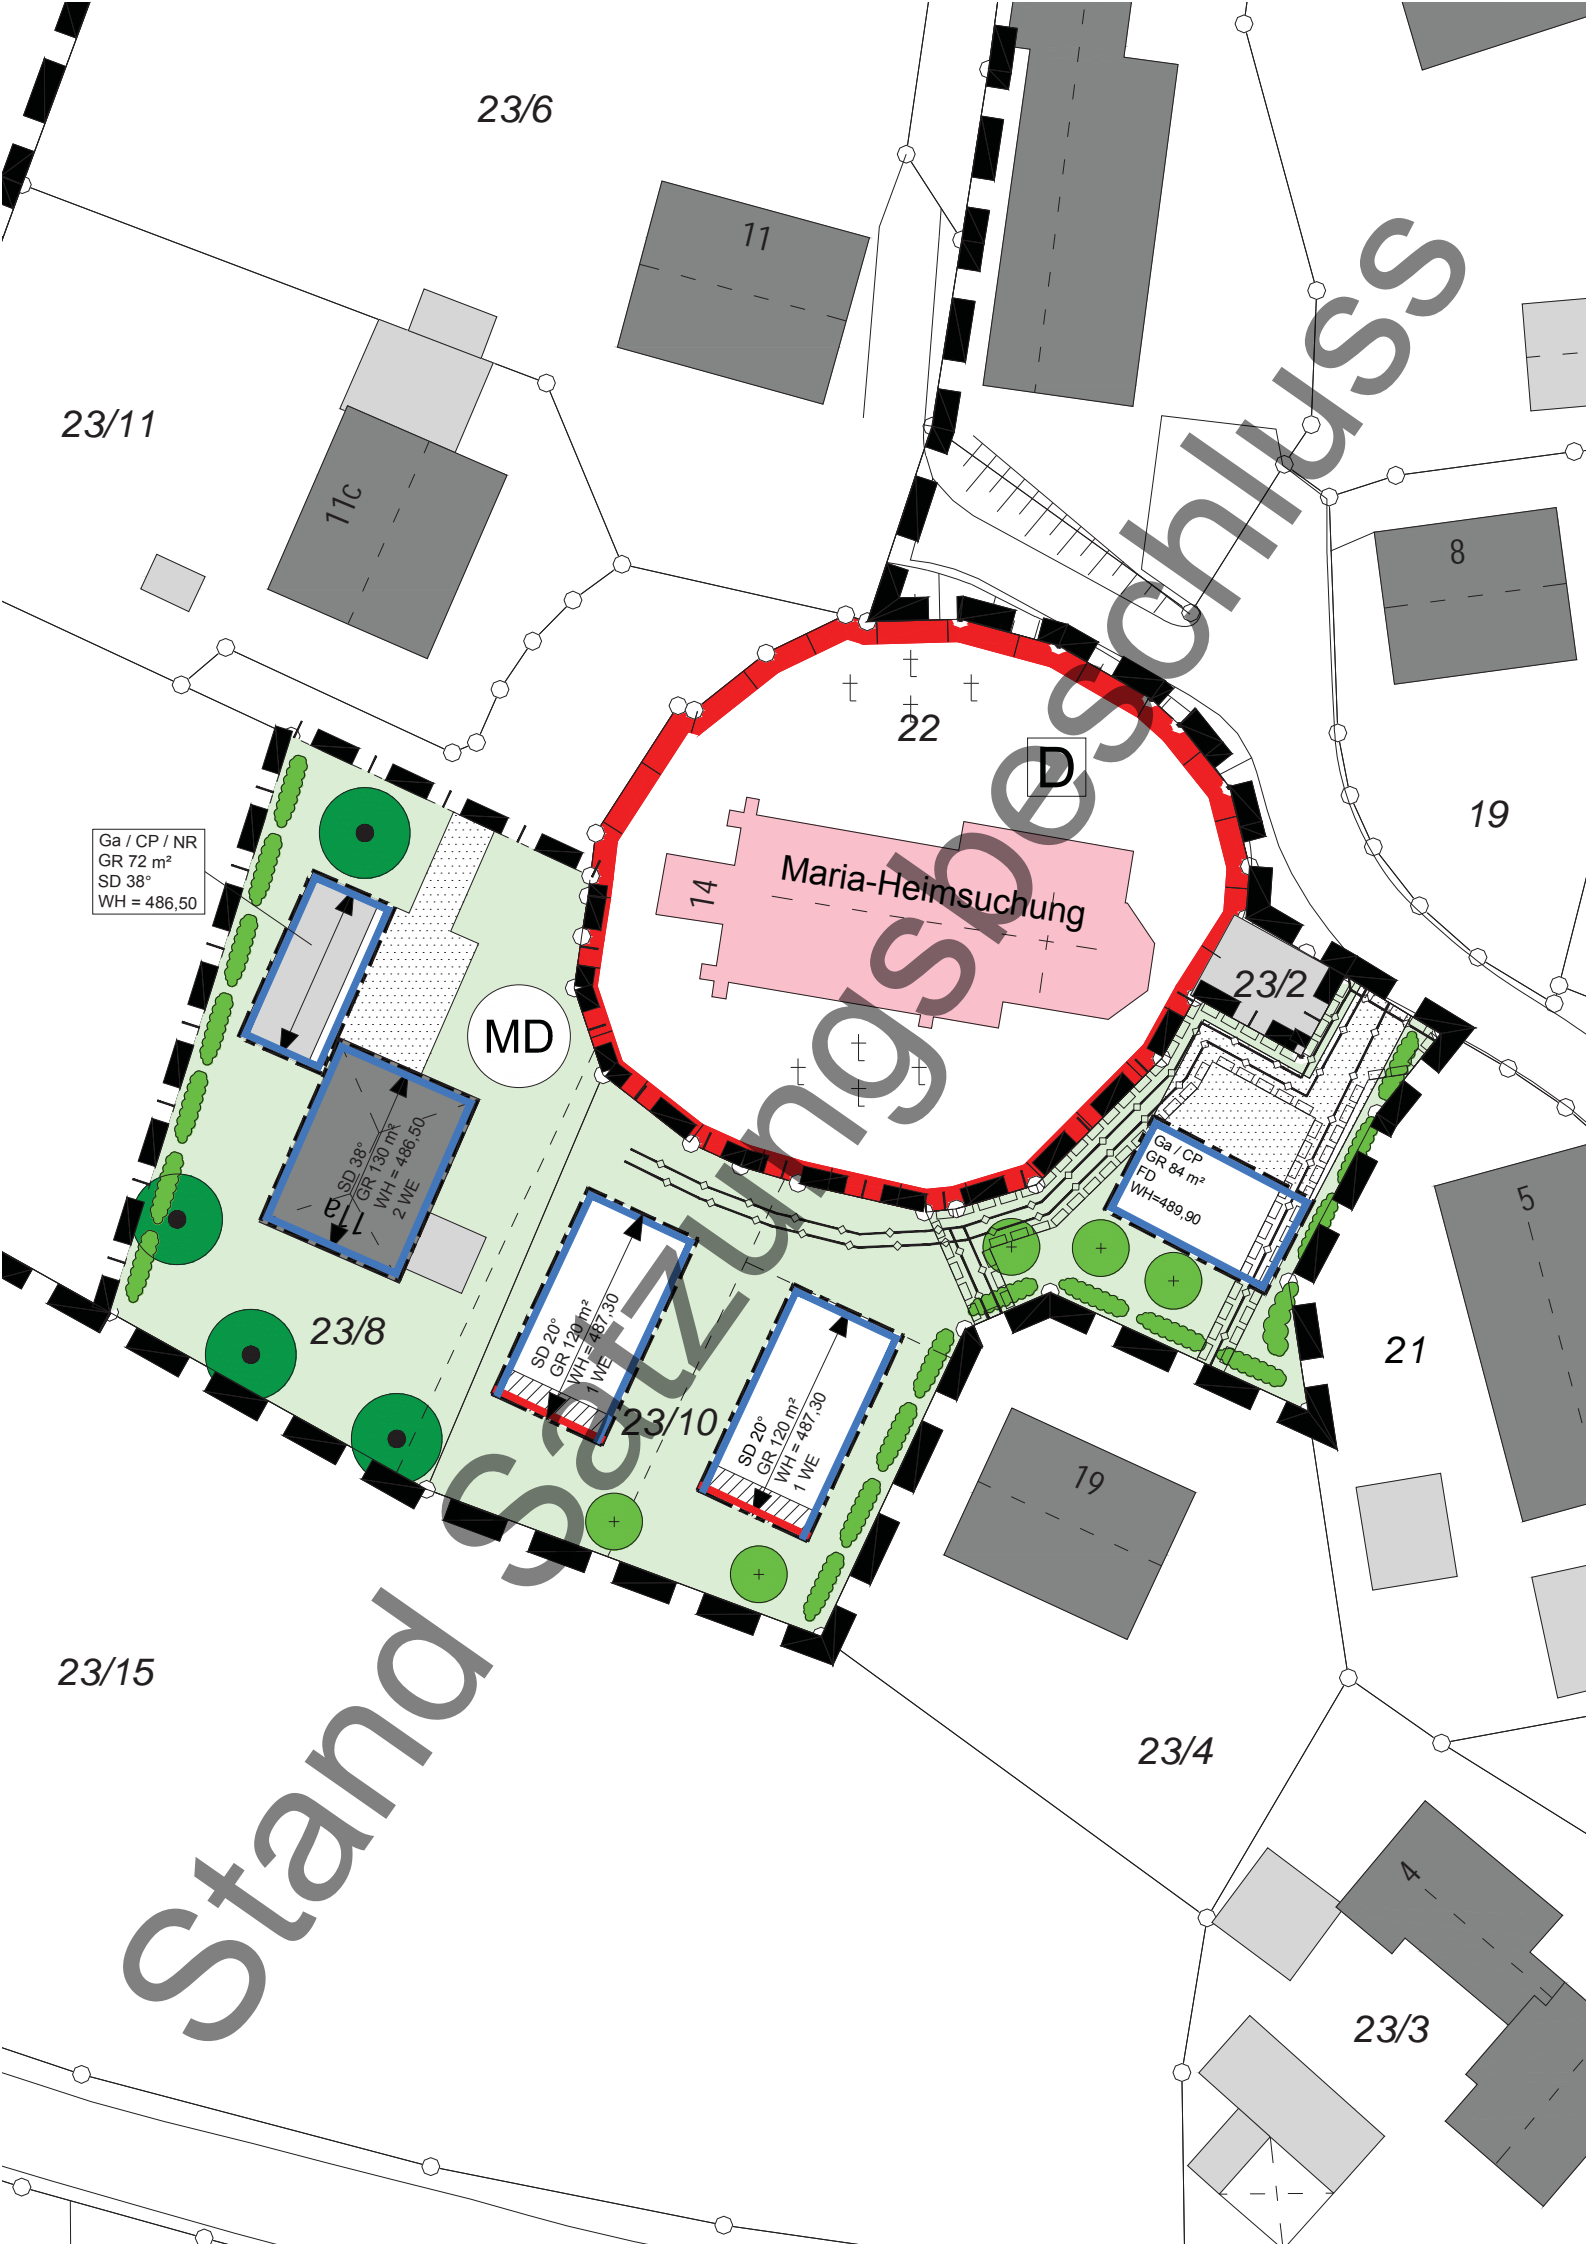 23/6
11
23/11
11c
8
22
D
19
Ga / CP / NR
GR 72 m²
SD 38°
WH = 486,50
14
Maria-Heimsuchung
23/2
MD
SD 38°
GR 130 m²
WH = 486,50
2 WE
11a
Ga / CP
GR 84 m²
FD
WH=489,90
5
23/8
SD 20°
GR 120 m²
WH = 487,30
1 WE
23/10
SD 20°
GR 120 m²
WH = 487,30
1 WE
21
19
23/15
23/4
4
23/3
Stand Satzungsbeschluss